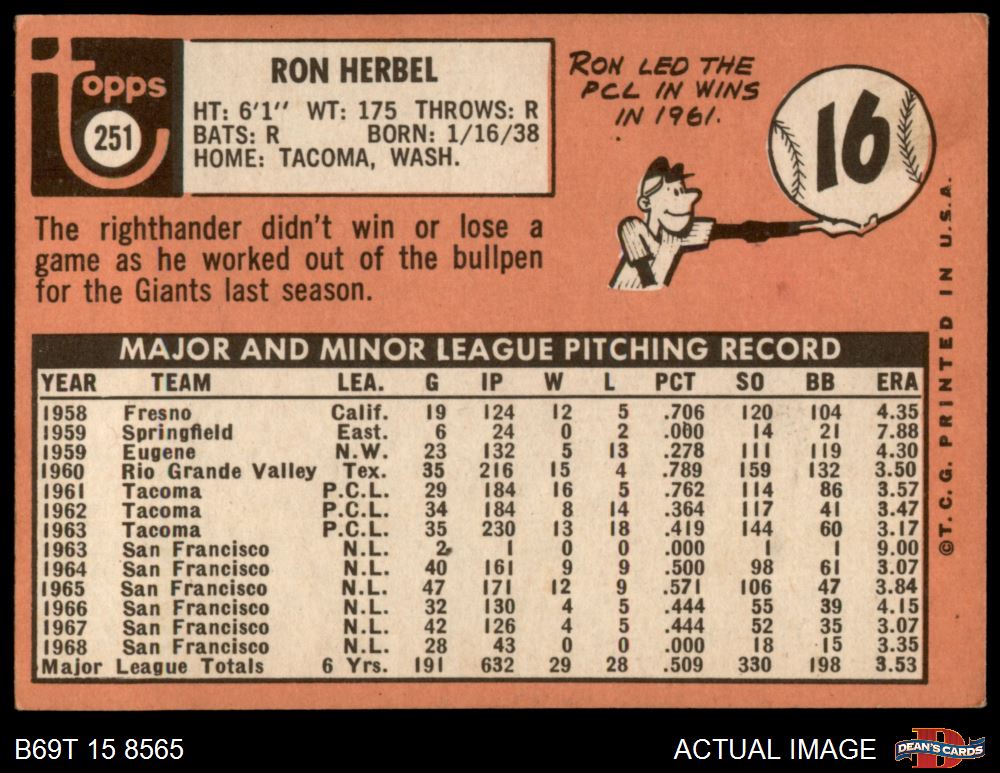 topps
251
RON HERBEL
HT: 6'1'' WT: 175 THROWS: R
BATS: R BORN: 1/16/38
HOME: TACOMA, WASH.
RON LED THE
PCL IN WINS
IN 1961.
16
The righthander didn't win or lose a
game as he worked out of the bullpen
for the Giants last season.
MAJOR AND MINOR LEAGUE PITCHING RECORD
YEAR TEAM LEA. G IP W L PCT SO BB ERA
1958 Fresno Calif. 19 124 12 5 .706 120 104 4.35
1959 Springfield East. 6 24 0 2 .000 14 21 7.88
1959 Eugene N.W. 23 132 5 13 .278 111 119 4.30
1960 Rio Grande Valley Tex. 35 216 15 4 .789 159 132 3.50
1961 Tacoma P.C.L. 29 184 16 5 .762 114 86 3.57
1962 Tacoma P.C.L. 34 184 8 14 .364 117 41 3.47
1963 Tacoma P.C.L. 35 230 13 18 .419 144 60 3.17
1963 San Francisco N.L. 2 1 0 0 .000 1 1 9.00
1964 San Francisco N.L. 40 161 9 9 .500 98 61 3.07
1965 San Francisco N.L. 47 171 12 9 .571 106 47 3.84
1966 San Francisco N.L. 32 130 4 5 .444 55 39 4.15
1967 San Francisco N.L. 42 126 4 5 .444 52 35 3.07
1968 San Francisco N.L. 28 43 0 0 .000 18 15 3.35
Major League Totals 6 Yrs. 191 632 29 28 .509 330 198 3.53
©T.C.G. PRINTED IN U.S.A.
B69T 15 8565
ACTUAL IMAGE
D
DEAN'S CARDS